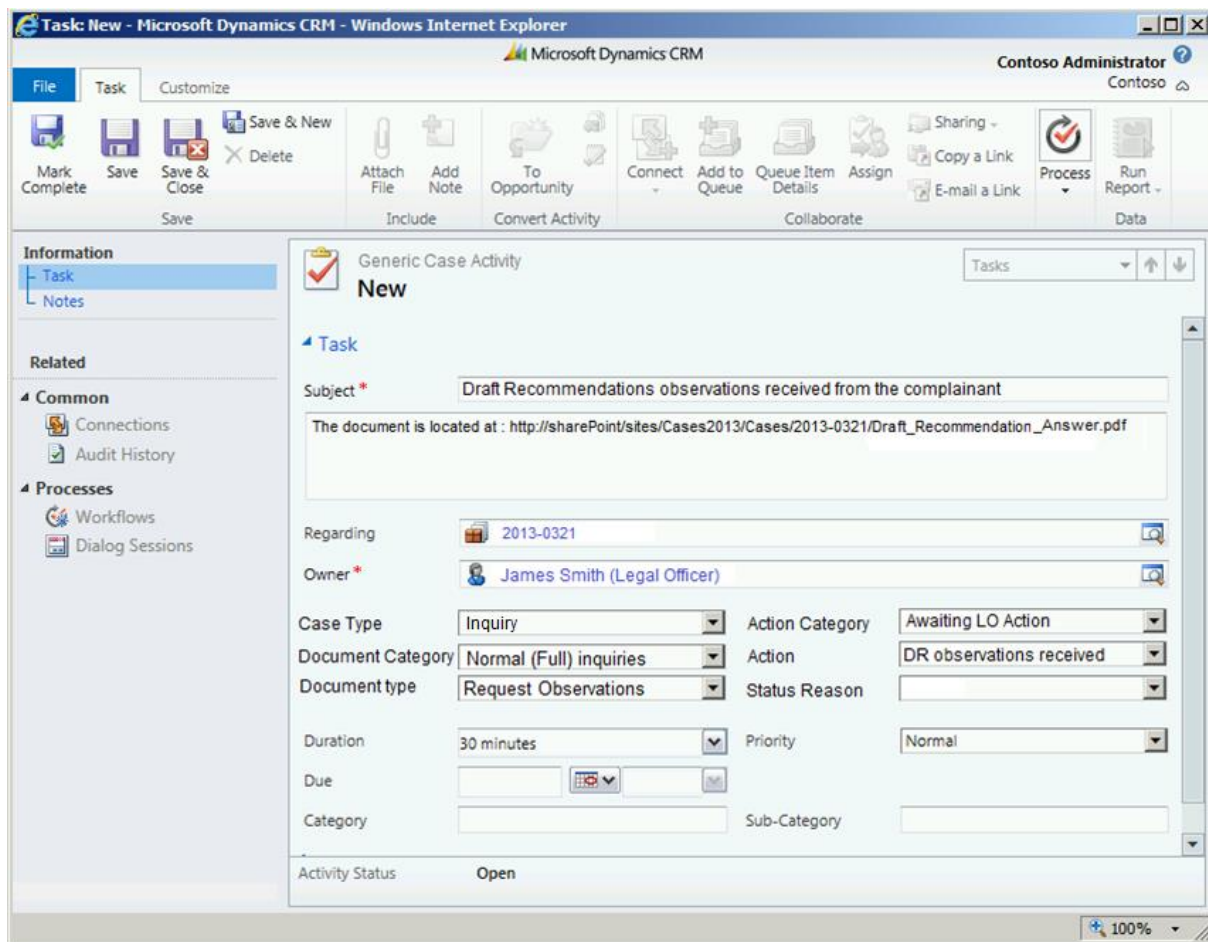 Task: New - Microsoft Dynamics CRM - Windows Internet Explorer
Microsoft Dynamics CRM
Contoso Administrator
Contoso
File Task Customize
Mark Complete
Save
Save & Close
Save & New
Delete
Save
Attach File
Add Note
Include
To Opportunity
Convert Activity
Connect
Add to Queue
Queue Item Details
Assign
Sharing
Copy a Link
E-mail a Link
Collaborate
Process
Run Report
Data
Information
Task
Notes
Related
Common
Connections
Audit History
Processes
Workflows
Dialog Sessions
Generic Case Activity
New
Tasks
Task
Subject * Draft Recommendations observations received from the complainant
The document is located at : http://sharePoint/sites/Cases2013/Cases/2013-0321/Draft_Recommendation_Answer.pdf
Regarding 2013-0321
Owner * James Smith (Legal Officer)
Case Type Inquiry Action Category Awaiting LO Action
Document Category Normal (Full) inquiries Action DR observations received
Document type Request Observations Status Reason
Duration 30 minutes Priority Normal
Due
Category Sub-Category
Activity Status Open
100%